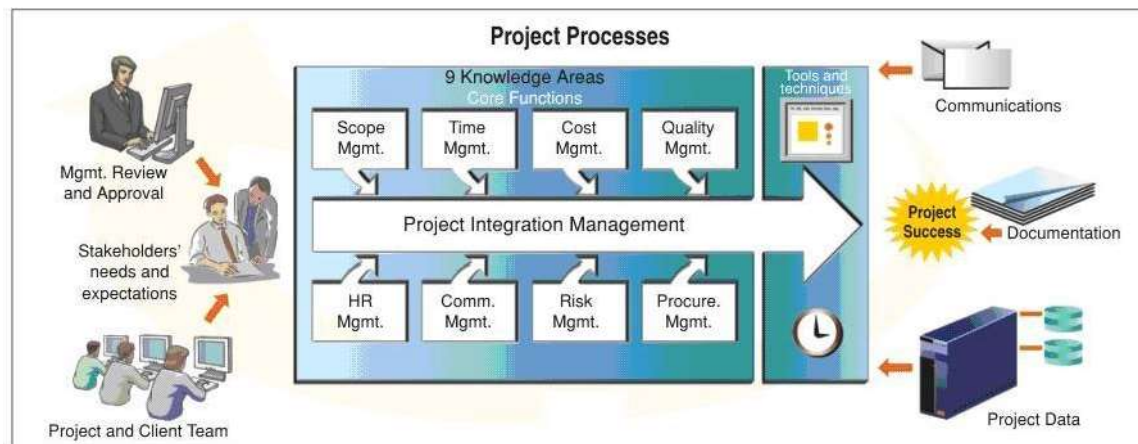 Project Processes
Mgmt. Review
and Approval
Stakeholders'
needs and
expectations
Project and Client Team
9 Knowledge Areas
Core Functions
Scope
Mgmt.
Time
Mgmt.
Cost
Mgmt.
Quality
Mgmt.
Project Integration Management
HR
Mgmt.
Comm.
Mgmt.
Risk
Mgmt.
Procure.
Mgmt.
Tools and
techniques
Communications
Project
Success
Documentation
Project Data